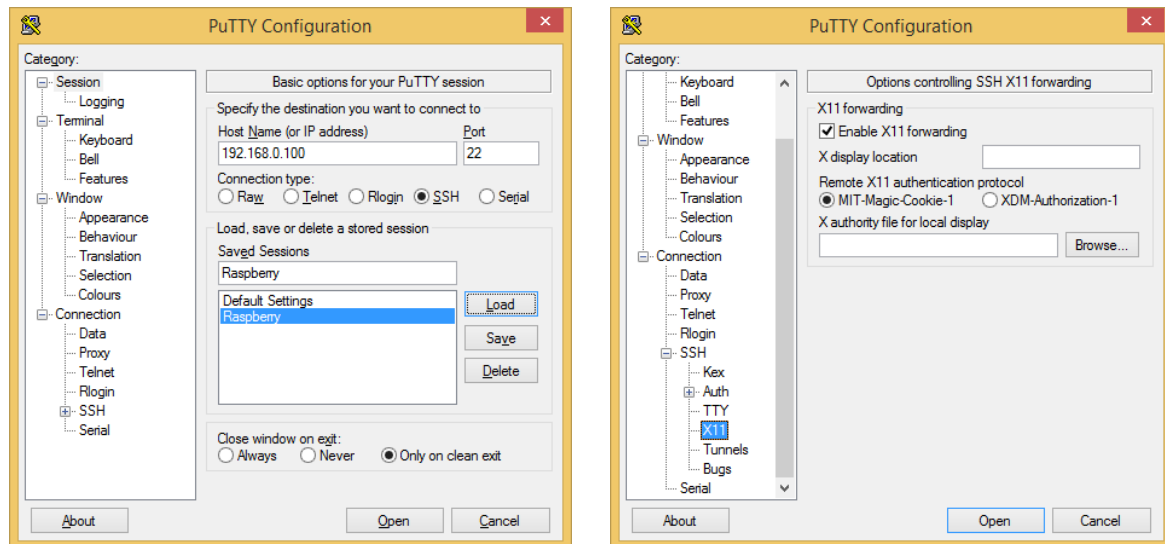 PuTTY Configuration
Category:
Session
Logging
Terminal
Keyboard
Bell
Features
Window
Appearance
Behaviour
Translation
Selection
Colours
Connection
Data
Proxy
Telnet
Rlogin
SSH
Serial
Basic options for your PuTTY session
Specify the destination you want to connect to
Host Name (or IP address) Port
192.168.0.100 22
Connection type:
Raw Telnet Rlogin SSH Serial
Load, save or delete a stored session
Saved Sessions
Raspberry
Default Settings
Raspberry
Load
Save
Delete
Close window on exit:
Always Never Only on clean exit
About Open Cancel
PuTTY Configuration
Category:
Keyboard
Bell
Features
Window
Appearance
Behaviour
Translation
Selection
Colours
Connection
Data
Proxy
Telnet
Rlogin
SSH
Kex
Auth
TTY
X11
Tunnels
Bugs
Serial
Options controlling SSH X11 forwarding
X11 forwarding
Enable X11 forwarding
X display location
Remote X11 authentication protocol
MIT-Magic-Cookie-1 XDM-Authorization-1
X authority file for local display
Browse...
About Open Cancel